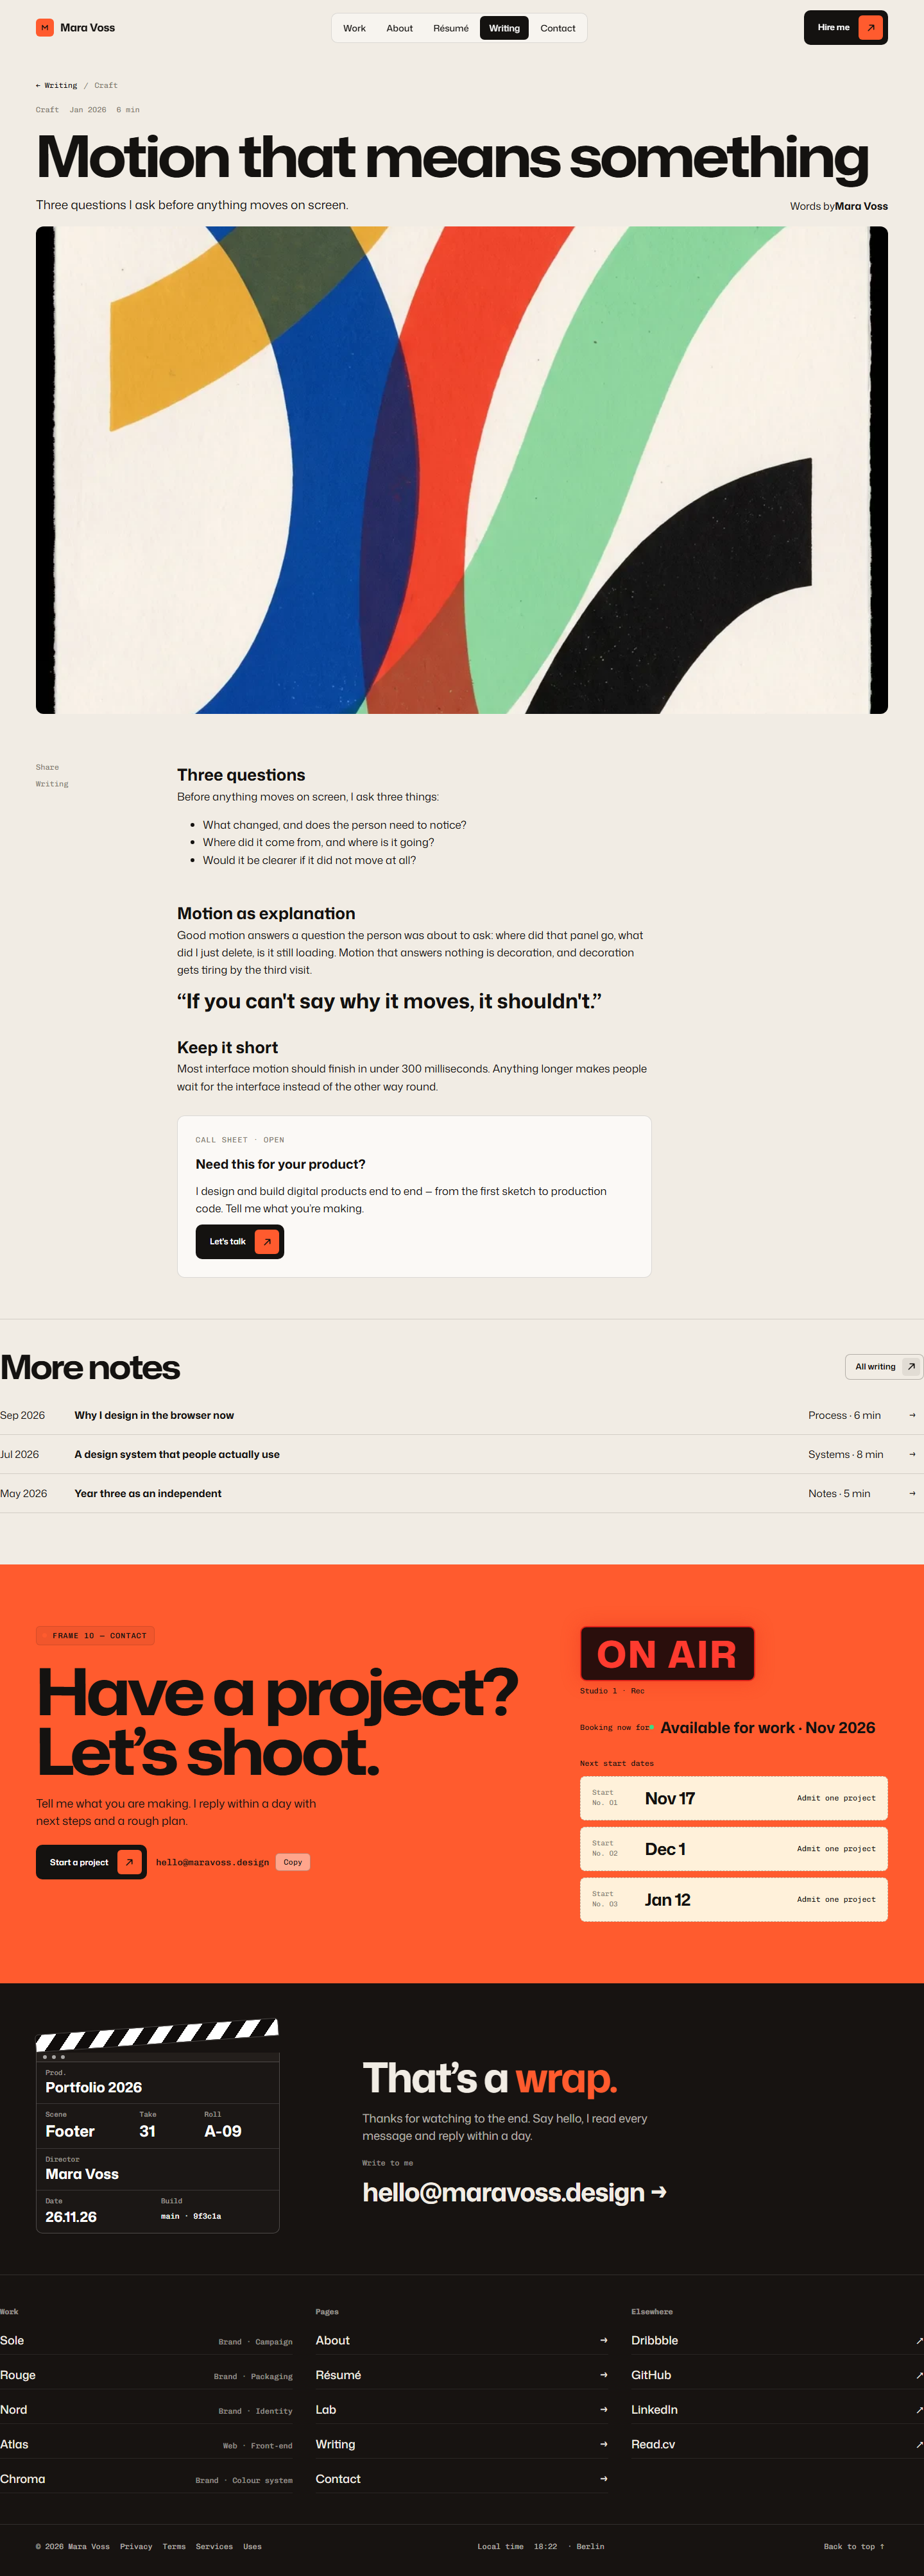 M Mara Voss
Work About Résumé Writing Contact
Hire me ↗
← Writing / Craft
Craft Jan 2026 6 min
Motion that means something
Three questions I ask before anything moves on screen.
Words byMara Voss
Share
Writing
Three questions
Before anything moves on screen, I ask three things:
• What changed, and does the person need to notice?
• Where did it come from, and where is it going?
• Would it be clearer if it did not move at all?
Motion as explanation
Good motion answers a question the person was about to ask: where did that panel go, what
did I just delete, is it still loading. Motion that answers nothing is decoration, and decoration
gets tiring by the third visit.
“If you can't say why it moves, it shouldn't.”
Keep it short
Most interface motion should finish in under 300 milliseconds. Anything longer makes people
wait for the interface instead of the other way round.
CALL SHEET · OPEN
Need this for your product?
I design and build digital products end to end — from the first sketch to production
code. Tell me what you’re making.
Let's talk ↗
More notes
All writing ↗
Sep 2026 Why I design in the browser now Process · 6 min →
Jul 2026 A design system that people actually use Systems · 8 min →
May 2026 Year three as an independent Notes · 5 min →
FRAME 10 — CONTACT
Have a project?
Let’s shoot.
Tell me what you are making. I reply within a day with
next steps and a rough plan.
Start a project ↗ hello@maravoss.design Copy
ON AIR
Studio 1 · Rec
Booking now for Available for work · Nov 2026
Next start dates
Start
No. 01
Nov 17
Admit one project
Start
No. 02
Dec 1
Admit one project
Start
No. 03
Jan 12
Admit one project
Prod.
Portfolio 2026
Scene Take Roll
Footer 31 A-09
Director
Mara Voss
Date Build
26.11.26 main · 9f3c1a
That’s a wrap.
Thanks for watching to the end. Say hello, I read every
message and reply within a day.
Write to me
hello@maravoss.design →
Work
Sole Brand · Campaign
Rouge Brand · Packaging
Nord Brand · Identity
Atlas Web · Front-end
Chroma Brand · Colour system
Pages
About →
Résumé →
Lab →
Writing →
Contact →
Elsewhere
Dribbble ↗
GitHub ↗
LinkedIn ↗
Read.cv ↗
© 2026 Mara Voss Privacy Terms Services Uses
Local time 18:22 · Berlin
Back to top ↑